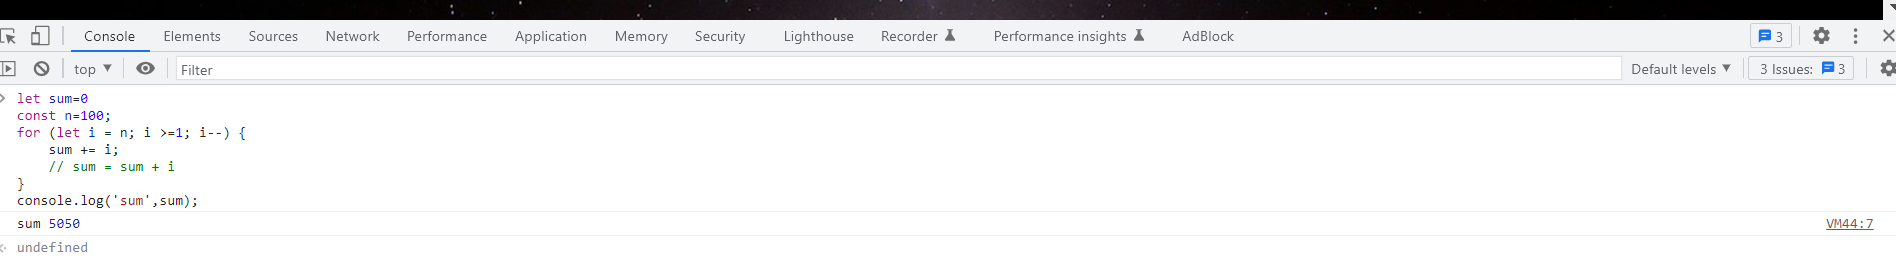 Console Elements Sources Network Performance Application Memory Security Lighthouse Recorder Performance insights AdBlock 3
top Filter Default levels 3 Issues: 3
let sum=0
const n=100;
for (let i = n; i >=1; i--) {
    sum += i;
    // sum = sum + i
}
console.log('sum',sum);
sum 5050 VM44:7
undefined